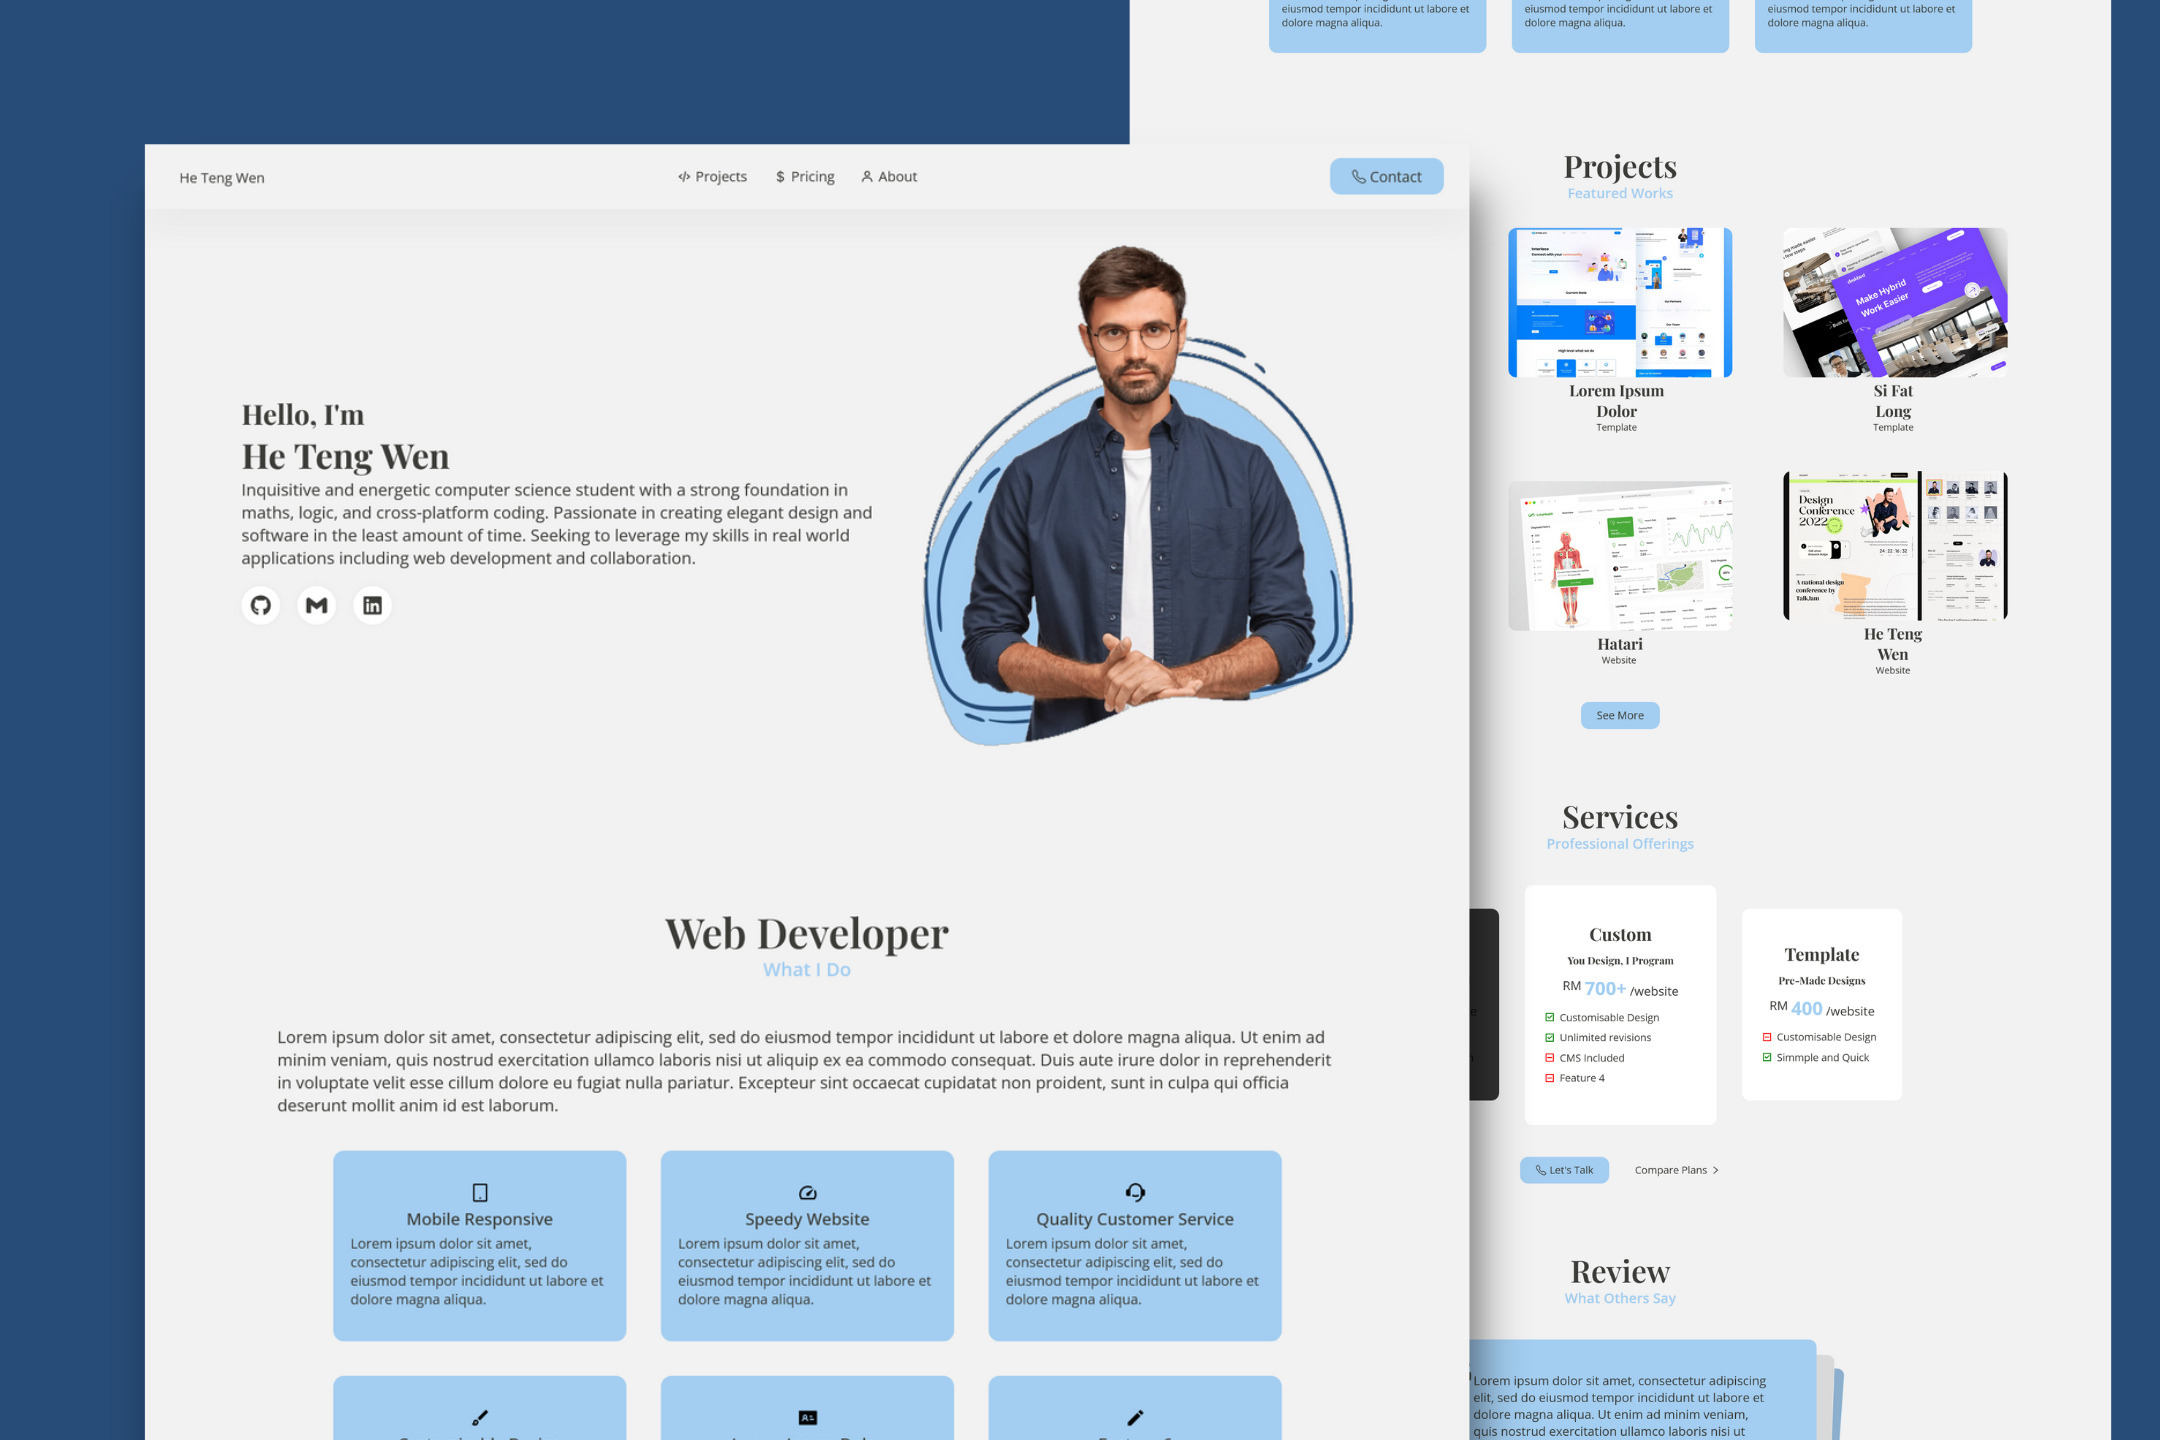 He Teng Wen
Projects
$ Pricing
About
Contact
Hello, I'm
He Teng Wen
Inquisitive and energetic computer science student with a strong foundation in
maths, logic, and cross-platform coding. Passionate in creating elegant design and
software in the least amount of time. Seeking to leverage my skills in real world
applications including web development and collaboration.
Web Developer
What I Do
Lorem ipsum dolor sit amet, consectetur adipiscing elit, sed do eiusmod tempor incididunt ut labore et dolore magna aliqua. Ut enim ad
minim veniam, quis nostrud exercitation ullamco laboris nisi ut aliquip ex ea commodo consequat. Duis aute irure dolor in reprehenderit
in voluptate velit esse cillum dolore eu fugiat nulla pariatur. Excepteur sint occaecat cupidatat non proident, sunt in culpa qui officia
deserunt mollit anim id est laborum.
Mobile Responsive
Lorem ipsum dolor sit amet,
consectetur adipiscing elit, sed do
eiusmod tempor incididunt ut labore et
dolore magna aliqua.
Speedy Website
Lorem ipsum dolor sit amet,
consectetur adipiscing elit, sed do
eiusmod tempor incididunt ut labore et
dolore magna aliqua.
Quality Customer Service
Lorem ipsum dolor sit amet,
consectetur adipiscing elit, sed do
eiusmod tempor incididunt ut labore et
dolore magna aliqua.
eiusmod tempor incididunt ut labore et
dolore magna aliqua.
eiusmod tempor incididunt ut labore et
dolore magna aliqua.
eiusmod tempor incididunt ut labore et
dolore magna aliqua.
Projects
Featured Works
Lorem Ipsum
Dolor
Template
Make Hybrid
Work Easier
Si Fat
Long
Template
Hatari
Website
Design
Conference
2022
A national design
conference by
TalkJam
He Teng
Wen
Website
See More
Services
Professional Offerings
Custom
You Design, I Program
RM 700+ /website
Customisable Design
Unlimited revisions
CMS Included
Feature 4
Template
Pre-Made Designs
RM 400 /website
Customisable Design
Simmple and Quick
Let's Talk
Compare Plans
Review
What Others Say
Lorem ipsum dolor sit amet, consectetur adipiscing
elit, sed do eiusmod tempor incididunt ut labore et
dolore magna aliqua. Ut enim ad minim veniam,
quis nostrud exercitation ullamco laboris nisi ut